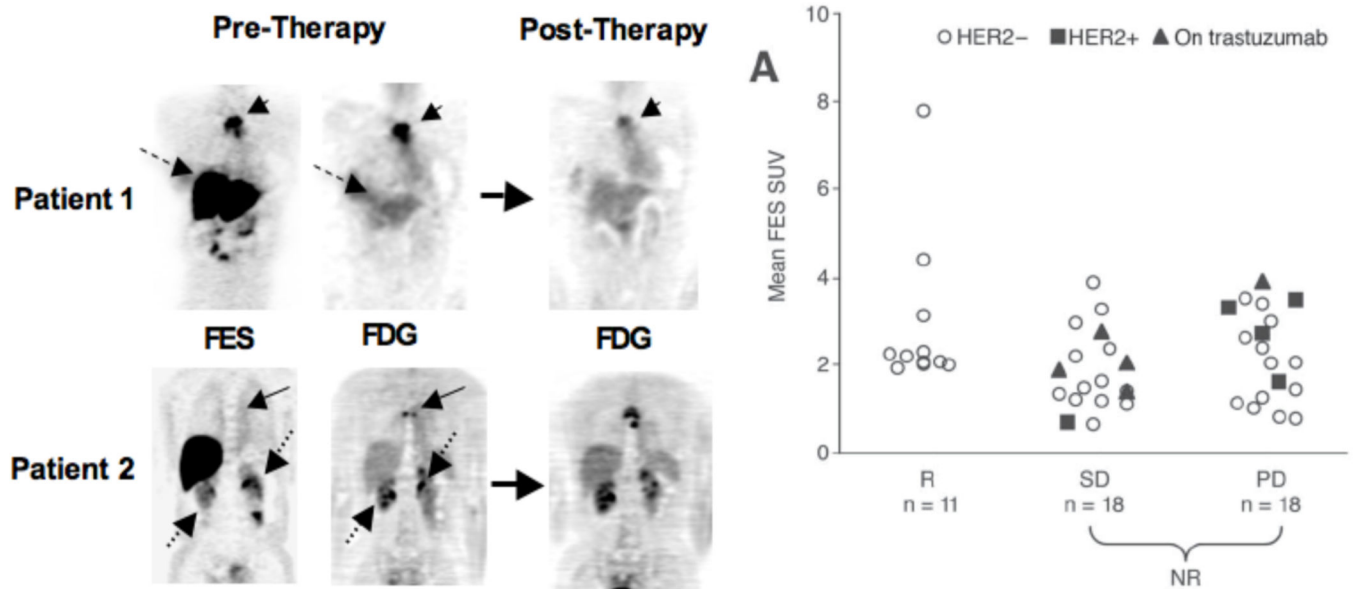 Pre-Therapy
Post-Therapy
Patient 1
FES
FDG
FDG
Patient 2
A
HER2− HER2+ On trastuzumab
Mean FES SUV
10
8
6
4
2
0
R
n = 11
SD
n = 18
PD
n = 18
NR